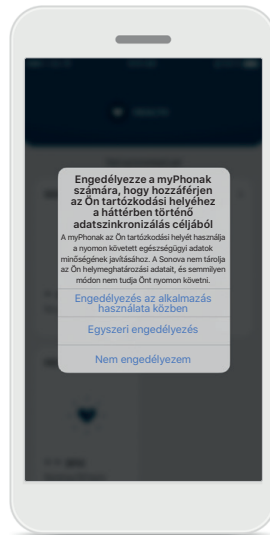 Engedélyezze a myPhonak
számára, hogy hozzáférjen
az Ön tartózkodási helyéhez
a háttérben történő
adatszinkronizálás céljából
A myPhonak az Ön tartózkodási helyét használja
a nyomon követett egészségügyi adatok
minőségének javításához. A Sonova nem tárolja
az Ön helymeghatározási adatait, és semmilyen
módon nem tudja Önt nyomon követni.
Engedélyezés az alkalmazás
használata közben
Egyszeri engedélyezés
Nem engedélyezem